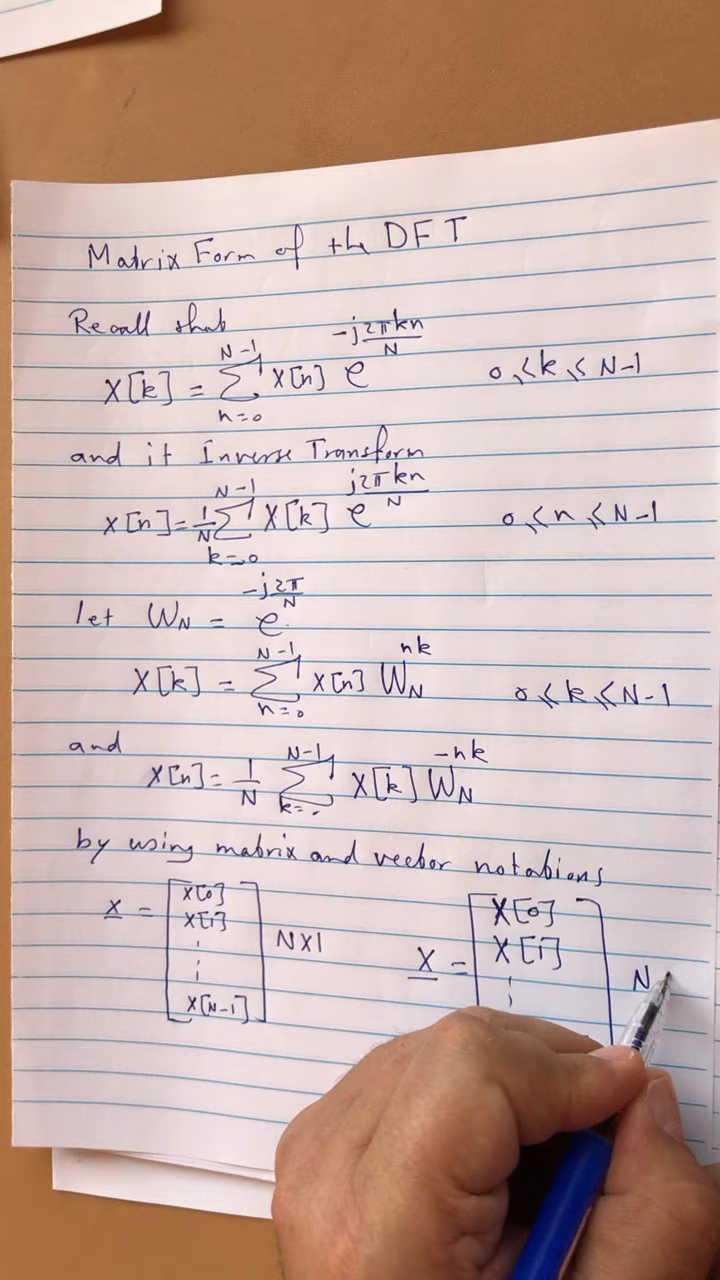 Matrix Form of the DFT
Recall that
X[k] = Σ_{n=0}^{N-1} x[n] e^{-j2πkn/N} 0 ≤ k ≤ N-1
and it Inverse Transform
x[n] = 1/N Σ_{k=0}^{N-1} X[k] e^{j2πkn/N} 0 ≤ n ≤ N-1
let W_N = e^{-j2π/N}
X[k] = Σ_{n=0}^{N-1} x[n] W_N^{nk} 0 ≤ k ≤ N-1
and
x[n] = 1/N Σ_{k=0}^{N-1} X[k] W_N^{-nk}
by using matrix and vector notations
x = [x[0] x[1] ⋮ x[N-1]] N×1
X = [X[0] X[1] ⋮ N